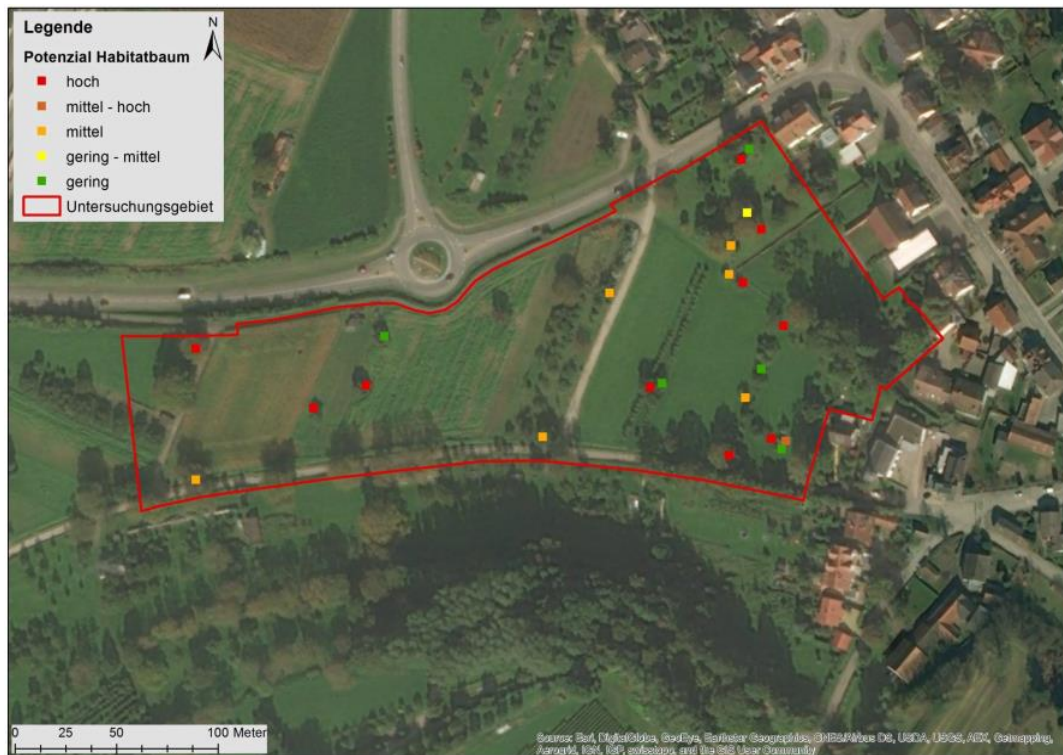 Legende
N
Potenzial Habitatbaum
hoch
mittel - hoch
mittel
gering - mittel
gering
Untersuchungsgebiet
0 25 50 100 Meter
Source: Esri, DigitalGlobe, GeoEye, Earthstar Geographics, CNES/Airbus DS, USDA, USGS, AEX, Getmapping,
Aerogrid, IGN, IGP, swisstopo, and the GIS User Community